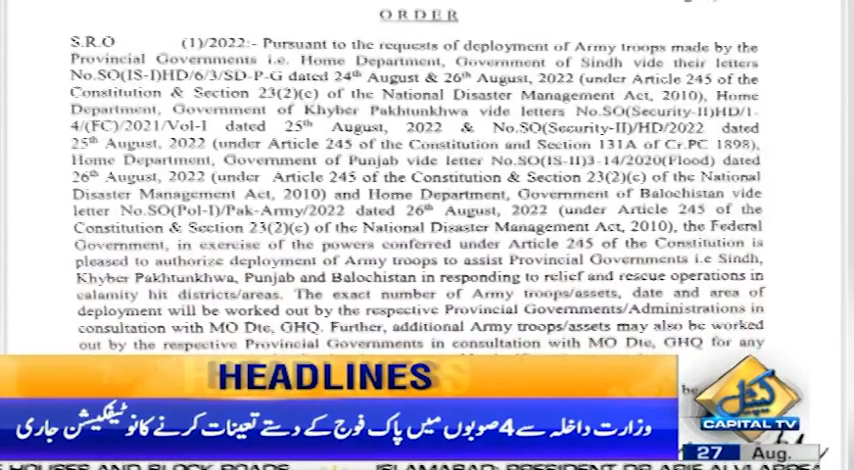 ORDER
S.R.O (1)/2022:- Pursuant to the requests of deployment of Army troops made by the
Provincial Governments i.e. Home Department, Government of Sindh vide their letters
No.SO(IS-I)HD/6/3/SD-P-G dated 24th August & 26th August, 2022 (under Article 245 of the
Constitution & Section 23(2)(c) of the National Disaster Management Act, 2010), Home
Department, Government of Khyber Pakhtunkhwa vide letters No.SO(Security-II)HD/1-
4/(FC)/2021/Vol-I dated 25th August, 2022 & No.SO(Security-II)/HD/2022 dated
25th August, 2022 (under Article 245 of the Constitution and Section 131A of Cr.PC 1898),
Home Department, Government of Punjab vide letter No.SO(IS-II)3-14/2020(Flood) dated
26th August, 2022 (under Article 245 of the Constitution & Section 23(2)(c) of the National
Disaster Management Act, 2010) and Home Department, Government of Balochistan vide
letter No.SO(Pol-I)/Pak-Army/2022 dated 26th August, 2022 (under Article 245 of the
Constitution & Section 23(2)(c) of the National Disaster Management Act, 2010), the Federal
Government, in exercise of the powers conferred under Article 245 of the Constitution is
pleased to authorize deployment of Army troops to assist Provincial Governments i.e Sindh,
Khyber Pakhtunkhwa, Punjab and Balochistan in responding to relief and rescue operations in
calamity hit districts/areas. The exact number of Army troops/assets, date and area of
deployment will be worked out by the respective Provincial Governments/Administrations in
consultation with MO Dte, GHQ. Further, additional Army troops/assets may also be worked
out by the respective Provincial Governments in consultation with MO Dte, GHQ for any
be
HEADLINES
وزارت داخلہ سے 4 صوبوں میں پاک فوج کے دستے تعینات کرنے کا نوٹیفکیشن جاری
کیپٹل
CAPITAL TV
27 Aug.
HOUSES AND BLOCK ROADS ISLAMABAD: PRESIDENT DR ARIF ALVI APPEA